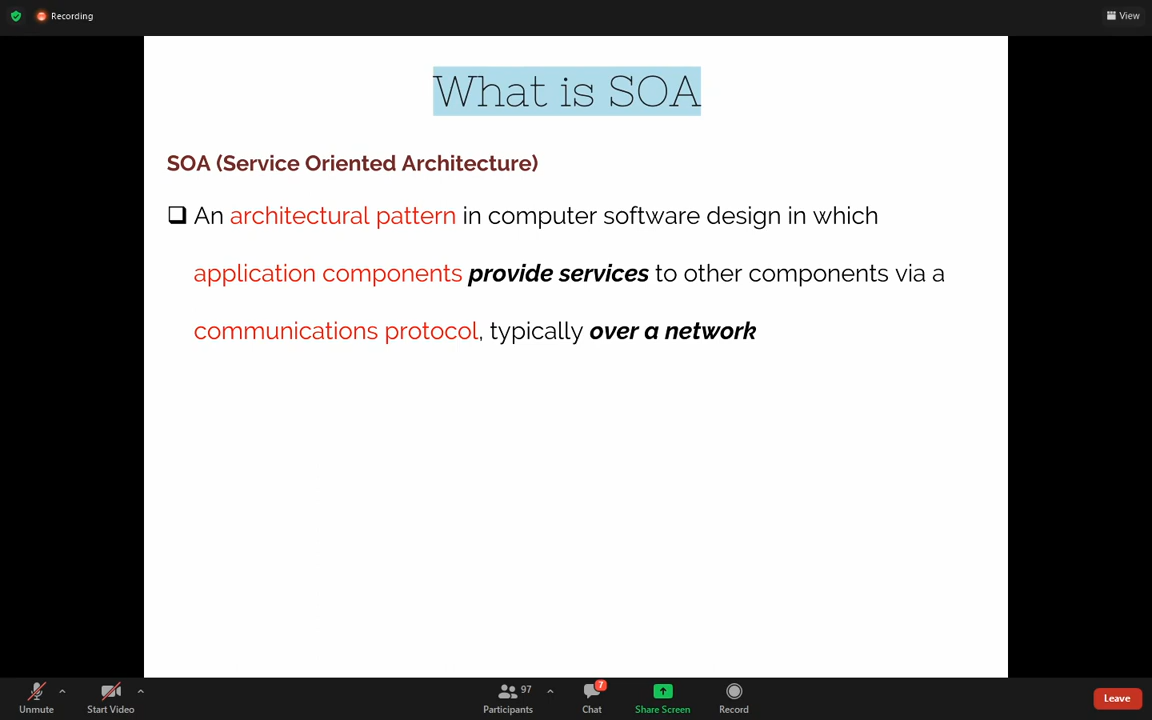 Recording
View
What is SOA
SOA (Service Oriented Architecture)
❑ An architectural pattern in computer software design in which
application components provide services to other components via a
communications protocol, typically over a network
97
7
Unmute
Start Video
Participants
Chat
Share Screen
Record
Leave